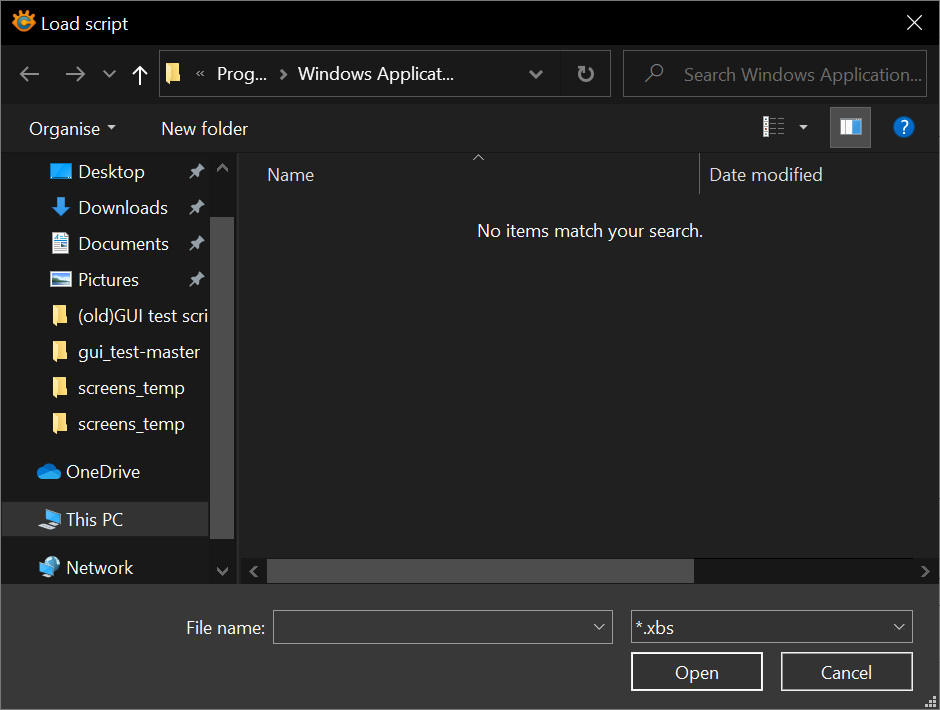 Load script
« Prog... > Windows Applicat...
Search Windows Application...
Organise
New folder
?
Desktop
Downloads
Documents
Pictures
(old)GUI test scri
gui_test-master
screens_temp
screens_temp
OneDrive
This PC
Network
Name
Date modified
No items match your search.
File name:
*.xbs
Open
Cancel